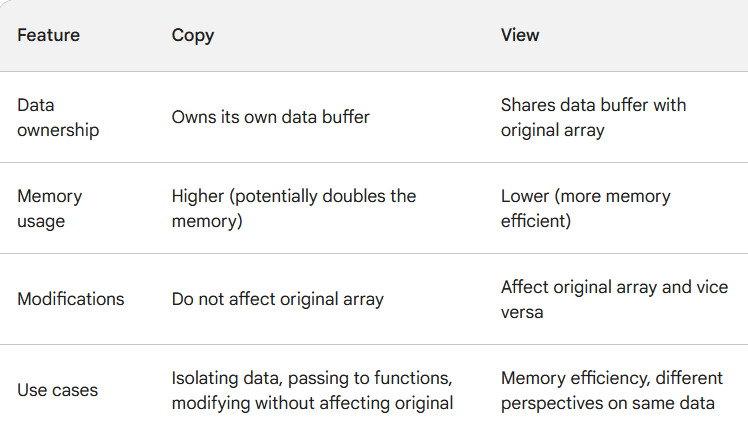 Feature Copy View
Data ownership Owns its own data buffer Shares data buffer with original array
Memory usage Higher (potentially doubles the memory) Lower (more memory efficient)
Modifications Do not affect original array Affect original array and vice versa
Use cases Isolating data, passing to functions, modifying without affecting original Memory efficiency, different perspectives on same data